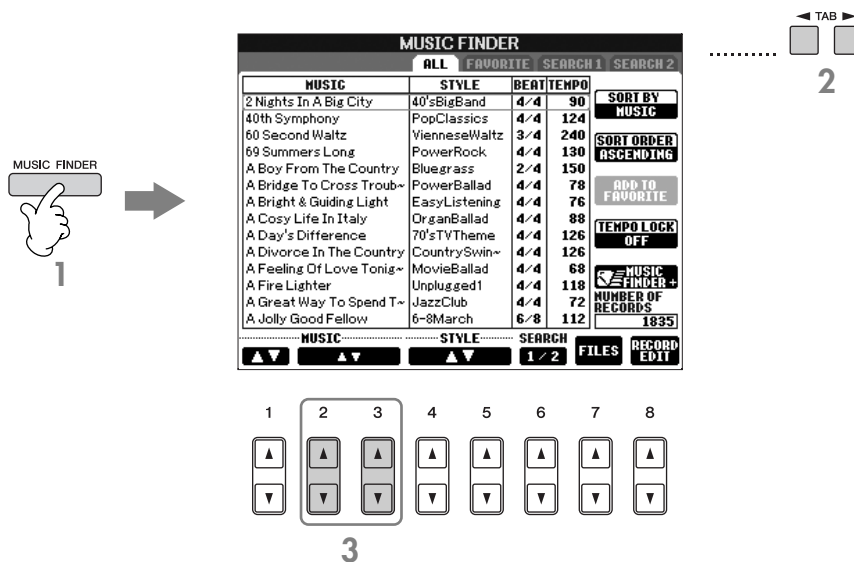 ◄ TAB ►
2
MUSIC FINDER
1
MUSIC FINDER
ALL FAVORITE SEARCH 1 SEARCH 2
MUSIC STYLE BEAT TEMPO
2 Nights In A Big City 40'sBigBand 4/4 90
40th Symphony PopClassics 4/4 124
60 Second Waltz VienneseWaltz 3/4 240
69 Summers Long PowerRock 4/4 130
A Boy From The Country Bluegrass 2/4 150
A Bridge To Cross Troub~ PowerBallad 4/4 78
A Bright & Guiding Light EasyListening 4/4 76
A Cosy Life In Italy OrganBallad 4/4 88
A Day's Difference 70'sTVTheme 4/4 126
A Divorce In The Country CountrySwin~ 4/4 126
A Feeling Of Love Tonig~ MovieBallad 4/4 68
A Fire Lighter Unplugged1 4/4 118
A Great Way To Spend T~ JazzClub 4/4 72
A Jolly Good Fellow 6-8March 6/8 112
SORT BY
MUSIC
SORT ORDER
ASCENDING
ADD TO
FAVORITE
TEMPO LOCK
OFF
MUSIC
FINDER +
NUMBER OF
RECORDS
1835
MUSIC STYLE SEARCH
▲▼ ▲▼ ▲▼ 1/2 FILES RECORD
EDIT
1 2 3 4 5 6 7 8
3